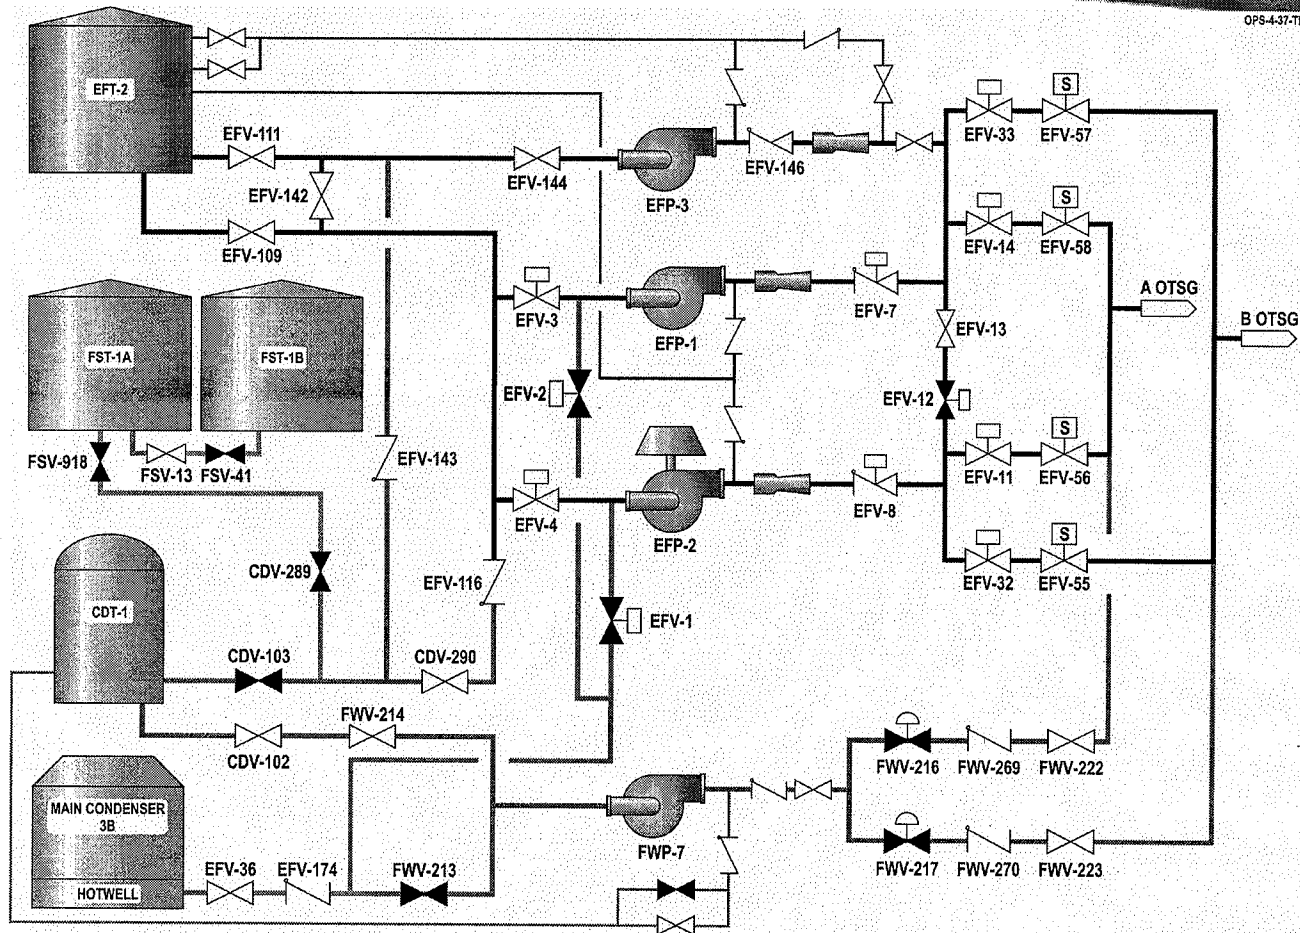 OPS-4-37-
EFT-2
EFV-111
EFV-33
EFV-57
EFV-144
EFV-146
EFV-142
EFP-3
S
S
EFV-109
EFV-14
EFV-58
EFV-3
EFV-7
A OTSG
FST-1A
FST-1B
EFP-1
EFV-13
B OTSG
EFV-2
EFV-12
S
FSV-918
FSV-13
FSV-41
EFV-143
EFV-11
EFV-56
EFV-4
EFP-2
EFV-8
S
CDV-289
EFV-116
EFV-32
EFV-55
CDT-1
EFV-1
CDV-103
CDV-290
FWV-214
CDV-102
FWV-216
FWV-269
FWV-222
MAIN CONDENSER
3B
FWP-7
EFV-36
EFV-174
FWV-213
FWV-217
FWV-270
FWV-223
HOTWELL